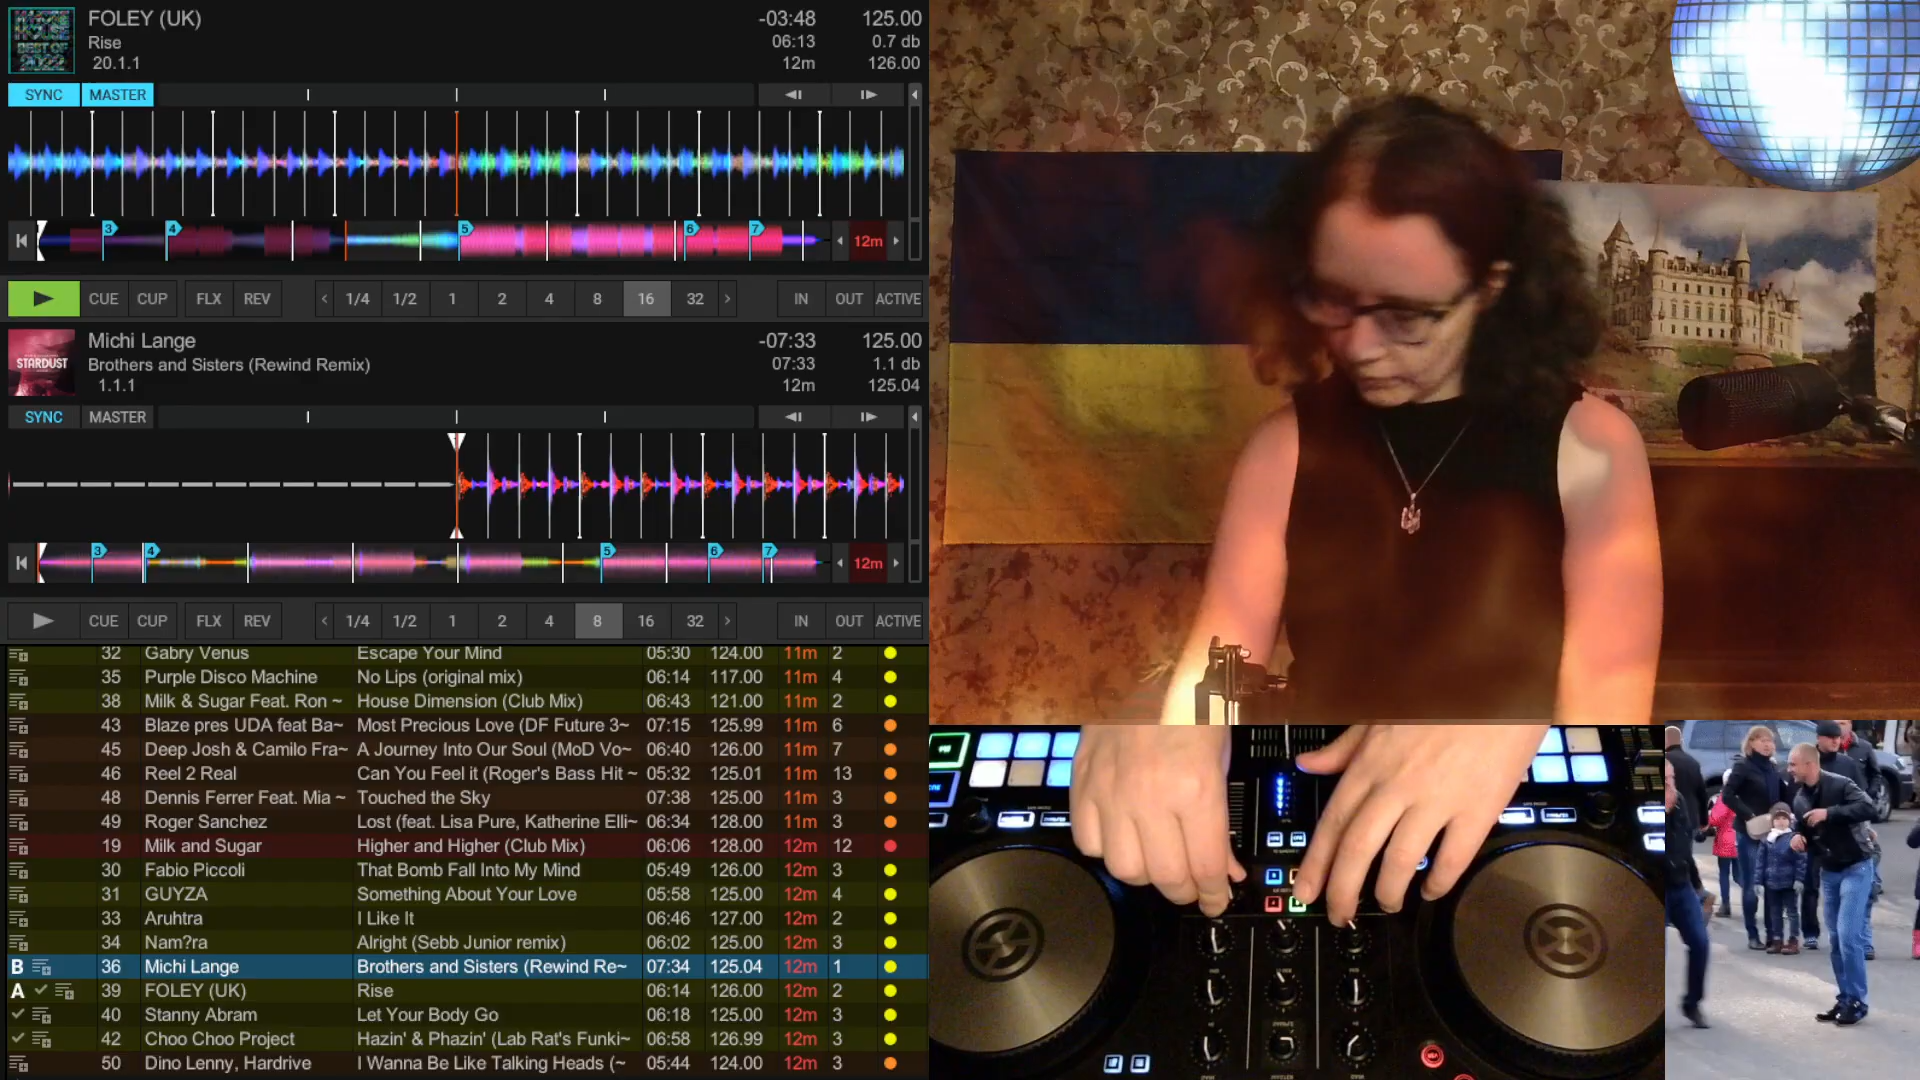 FOLEY (UK) -03:48 125.00
Rise 06:13 0.7 db
20.1.1 12m 126.00
HOUSE BEST OF 2022
SYNC MASTER
3 4 5 6 7 12m
CUE CUP FLX REV 1/4 1/2 1 2 4 8 16 32 IN OUT ACTIVE
Michi Lange -07:33 125.00
Brothers and Sisters (Rewind Remix) 07:33 1.1 db
1.1.1 12m 125.04
STARDUST
SYNC MASTER
3 4 5 6 7 12m
CUE CUP FLX REV 1/4 1/2 1 2 4 8 16 32 IN OUT ACTIVE
32 Gabry Venus Escape Your Mind 05:30 124.00 11m 2
35 Purple Disco Machine No Lips (original mix) 06:14 117.00 11m 4
38 Milk & Sugar Feat. Ron ~ House Dimension (Club Mix) 06:43 121.00 11m 2
43 Blaze pres UDA feat Ba~ Most Precious Love (DF Future 3~ 07:15 125.99 11m 6
45 Deep Josh & Camilo Fra~ A Journey Into Our Soul (MoD Vo~ 06:40 126.00 11m 7
46 Reel 2 Real Can You Feel it (Roger's Bass Hit ~ 05:32 125.01 11m 13
48 Dennis Ferrer Feat. Mia ~ Touched the Sky 07:38 125.00 11m 3
49 Roger Sanchez Lost (feat. Lisa Pure, Katherine Elli~ 06:34 128.00 11m 3
19 Milk and Sugar Higher and Higher (Club Mix) 06:06 128.00 12m 12
30 Fabio Piccoli That Bomb Fall Into My Mind 05:49 126.00 12m 3
31 GUYZA Something About Your Love 05:58 125.00 12m 4
33 Aruhtra I Like It 06:46 127.00 12m 2
34 Nam?ra Alright (Sebb Junior remix) 06:02 125.00 12m 3
B 36 Michi Lange Brothers and Sisters (Rewind Re~ 07:34 125.04 12m 1
A 39 FOLEY (UK) Rise 06:14 126.00 12m 2
40 Stanny Abram Let Your Body Go 06:18 125.00 12m 3
42 Choo Choo Project Hazin' & Phazin' (Lab Rat's Funki~ 06:58 126.99 12m 3
50 Dino Lenny, Hardrive I Wanna Be Like Talking Heads (~ 05:44 124.00 12m 3